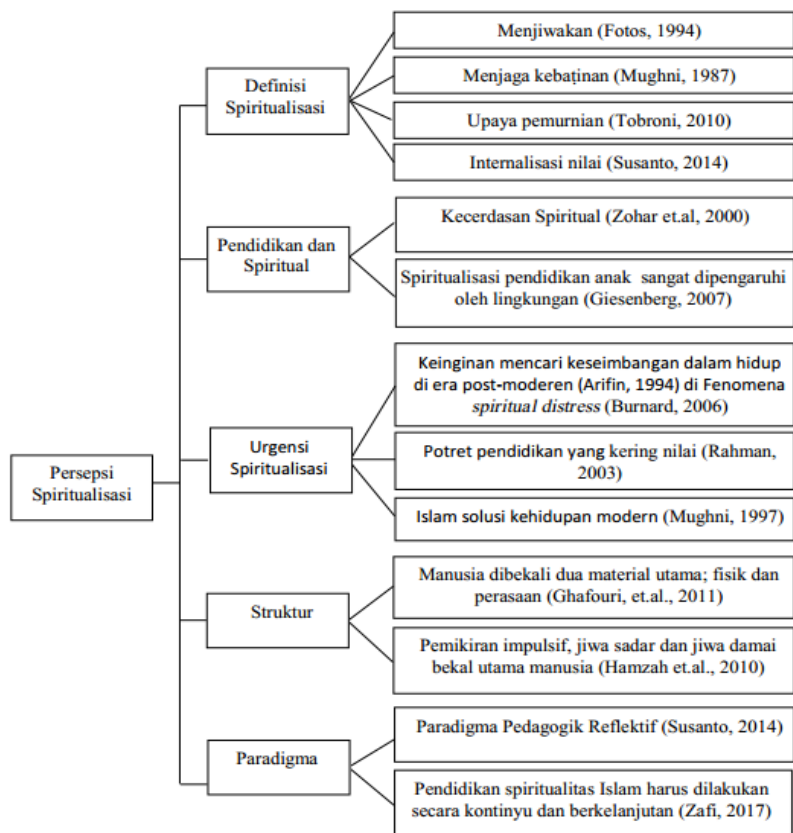 Persepsi
Spiritualisasi
Definisi
Spiritualisasi
Menjiwakan (Fotos, 1994)
Menjaga kebaṭinan (Mughni, 1987)
Upaya pemurnian (Tobroni, 2010)
Internalisasi nilai (Susanto, 2014)
Pendidikan dan
Spiritual
Kecerdasan Spiritual (Zohar et.al, 2000)
Spiritualisasi pendidikan anak sangat dipengaruhi
oleh lingkungan (Giesenberg, 2007)
Urgensi
Spiritualisasi
Keinginan mencari keseimbangan dalam hidup
di era post-moderen (Arifin, 1994) di Fenomena
spiritual distress (Burnard, 2006)
Potret pendidikan yang kering nilai (Rahman,
2003)
Islam solusi kehidupan modern (Mughni, 1997)
Struktur
Manusia dibekali dua material utama; fisik dan
perasaan (Ghafouri, et.al., 2011)
Pemikiran impulsif, jiwa sadar dan jiwa damai
bekal utama manusia (Hamzah et.al., 2010)
Paradigma
Paradigma Pedagogik Reflektif (Susanto, 2014)
Pendidikan spiritualitas Islam harus dilakukan
secara kontinyu dan berkelanjutan (Zafi, 2017)